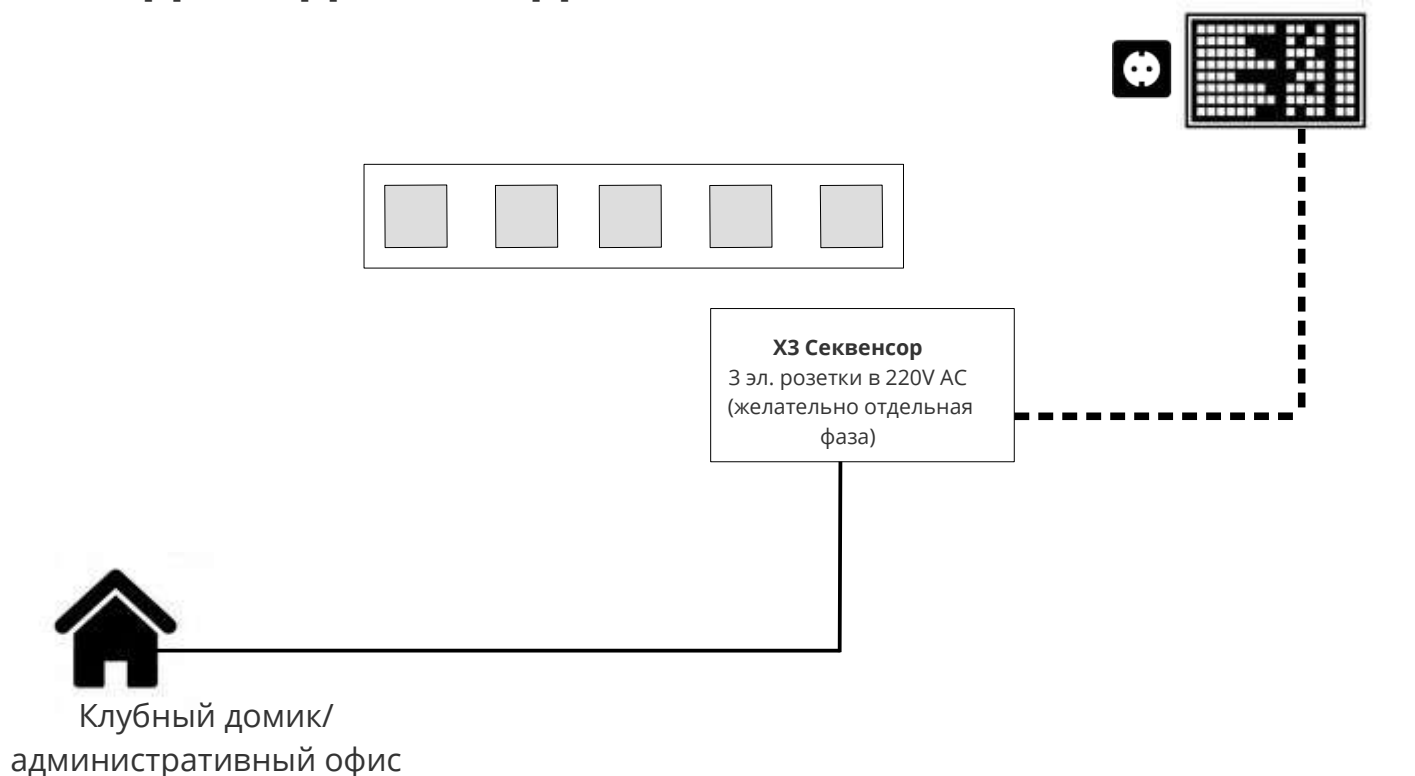 X3 Секвенсор
3 эл. розетки в 220V AC
(желательно отдельная
фаза)
Клубный домик/
административный офис